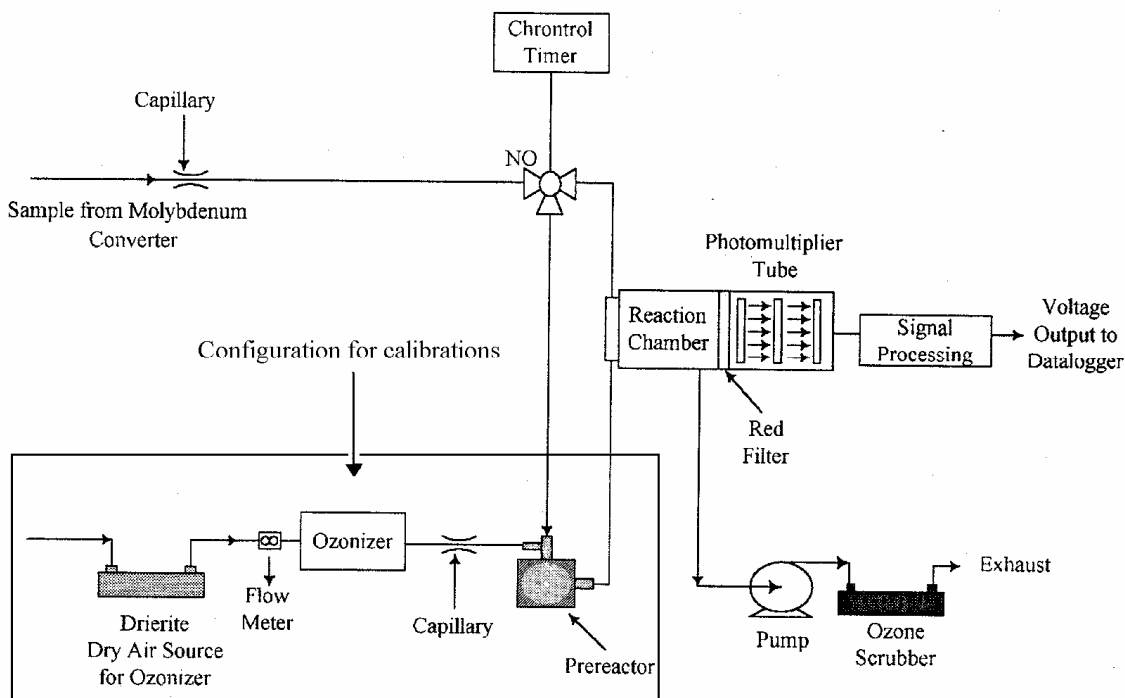 Chrontrol
Timer
Capillary
NO
Sample from Molybdenum
Converter
Photomultiplier
Tube
Reaction
Chamber
Signal
Processing
Voltage
Output to
Datalogger
Configuration for calibrations
Red
Filter
Ozonizer
Flow
Meter
Capillary
Drierite
Dry Air Source
for Ozonizer
Prereactor
Pump
Ozone
Scrubber
Exhaust